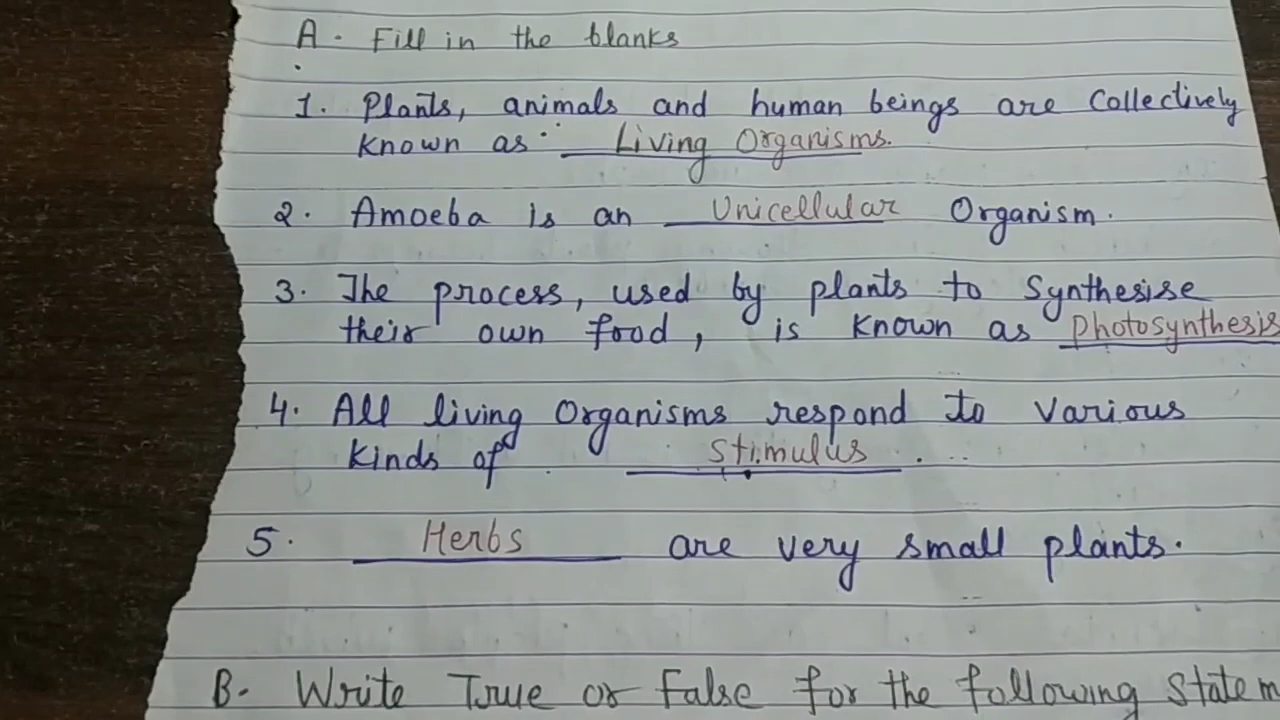 A. Fill in the blanks
1. Plants, animals and human beings are Collectively
known as Living Organisms.
2. Amoeba is an Unicellular Organism.
3. The process, used by plants to Synthesise
their own food, is known as Photosynthesis
4. All living Organisms respond to various
kinds of Stimulus.
5. Herbs are very small plants.
B. Write True or False for the following Statem